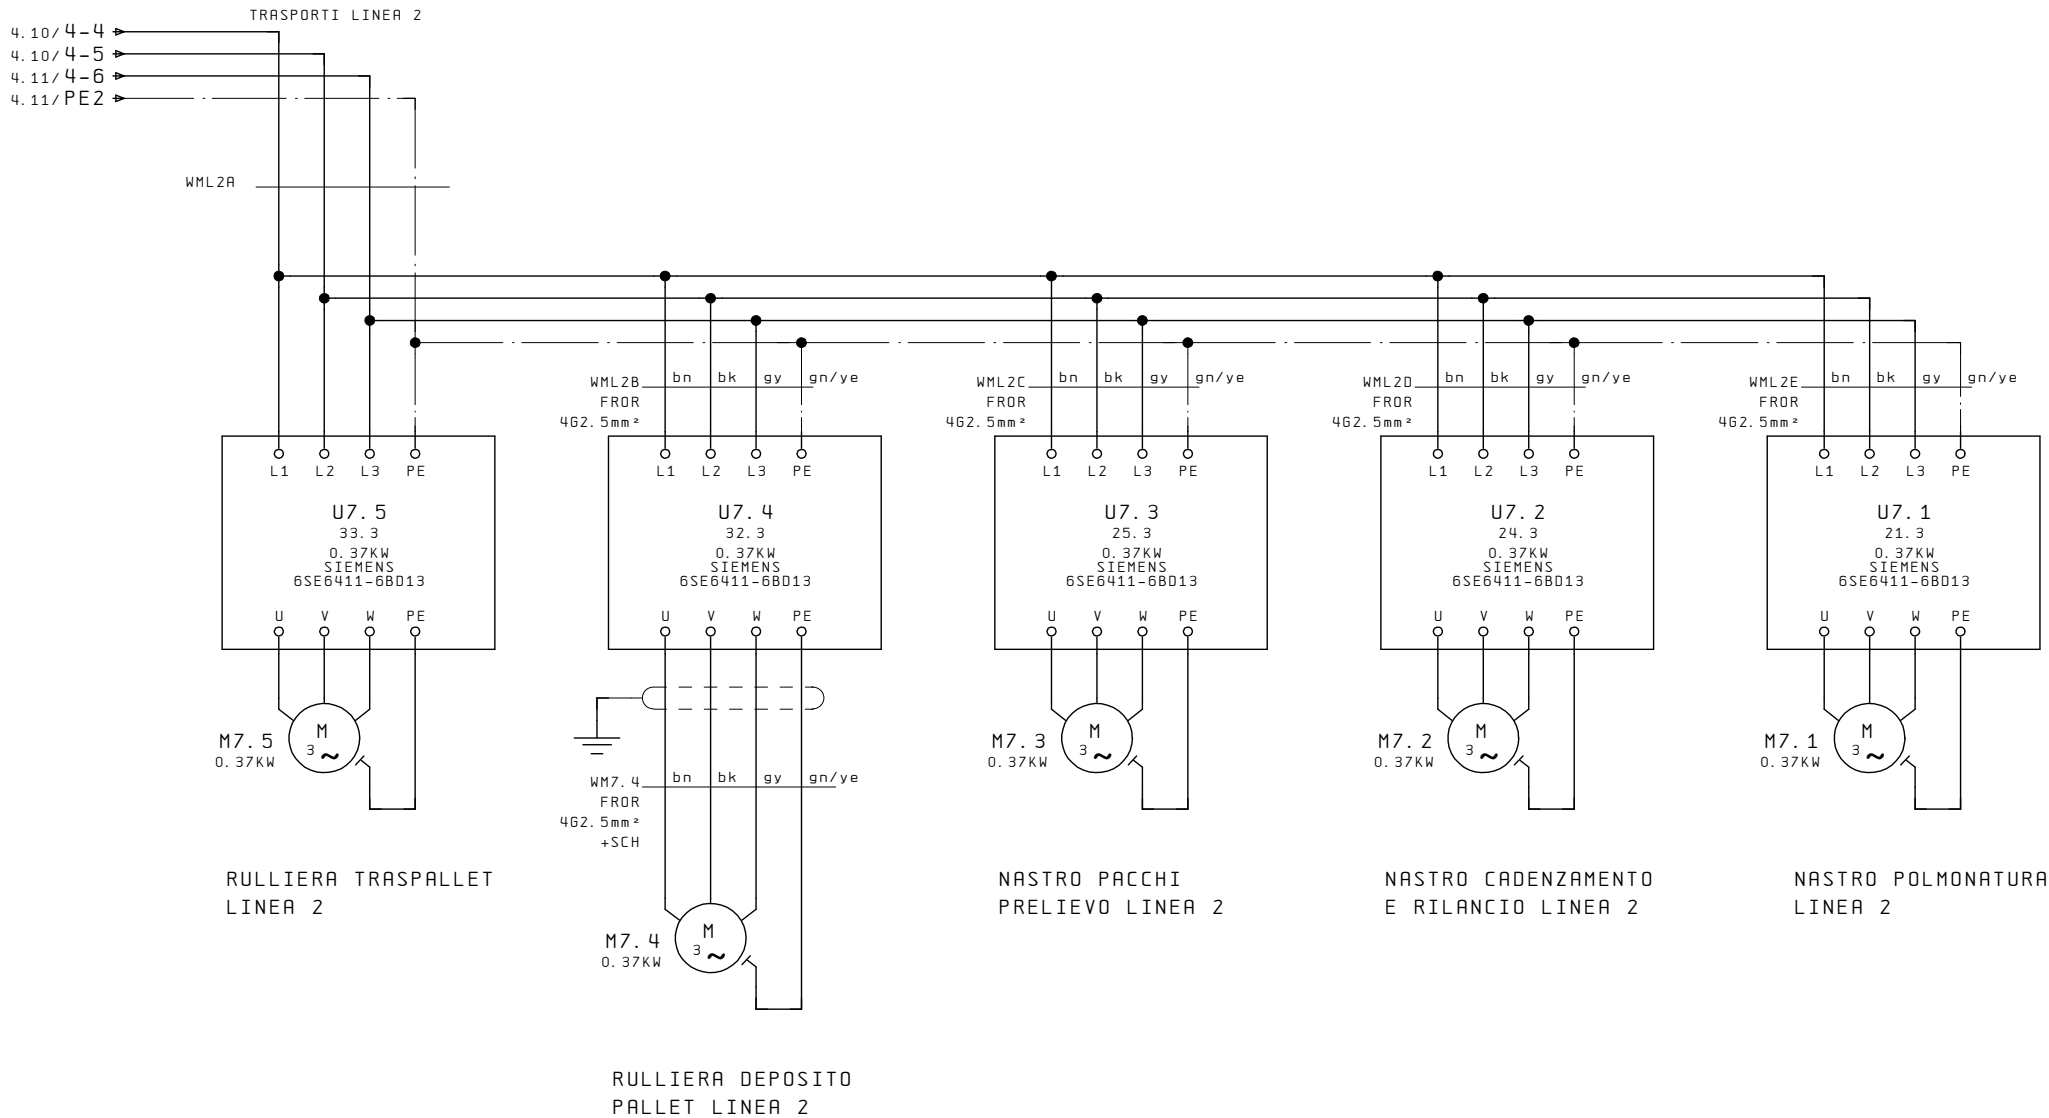 TRASPORTI LINEA 2
4.10/4-4
4.10/4-5
4.11/4-6
4.11/PE2
WML2A
WML2B bn bk gy gn/ye
FROR
4G2.5mm²
WML2C bn bk gy gn/ye
FROR
4G2.5mm²
WML2D bn bk gy gn/ye
FROR
4G2.5mm²
WML2E bn bk gy gn/ye
FROR
4G2.5mm²
L1 L2 L3 PE
U7.5
33.3
0.37KW
SIEMENS
6SE6411-6BD13
U V W PE
M
3~
M7.5
0.37KW
RULLIERA TRASPALLET
LINEA 2
L1 L2 L3 PE
U7.4
32.3
0.37KW
SIEMENS
6SE6411-6BD13
U V W PE
WM7.4 bn bk gy gn/ye
FROR
4G2.5mm²
+SCH
M
3~
M7.4
0.37KW
RULLIERA DEPOSITO
PALLET LINEA 2
L1 L2 L3 PE
U7.3
25.3
0.37KW
SIEMENS
6SE6411-6BD13
U V W PE
M
3~
M7.3
0.37KW
NASTRO PACCHI
PRELIEVO LINEA 2
L1 L2 L3 PE
U7.2
24.3
0.37KW
SIEMENS
6SE6411-6BD13
U V W PE
M
3~
M7.2
0.37KW
NASTRO CADENZAMENTO
E RILANCIO LINEA 2
L1 L2 L3 PE
U7.1
21.3
0.37KW
SIEMENS
6SE6411-6BD13
U V W PE
M
3~
M7.1
0.37KW
NASTRO POLMONATURA
LINEA 2